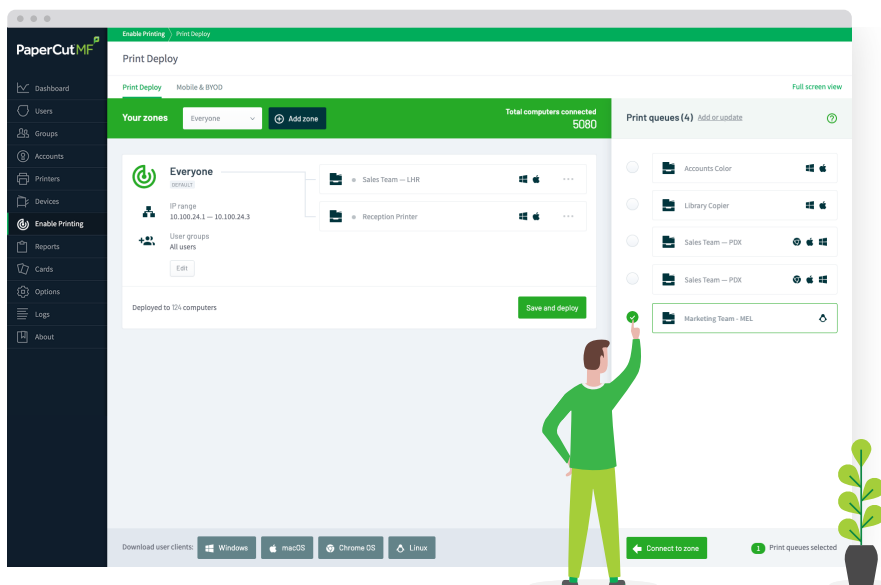 PaperCut MF
Dashboard
Users
Groups
Accounts
Printers
Devices
Enable Printing
Reports
Cards
Options
Logs
About
Enable Printing
Print Deploy
Print Deploy
Print Deploy
Mobile & BYOD
Full screen view
Your zones
Everyone
Add zone
Total computers connected
5080
Everyone
DEFAULT
IP range
10.100.24.1 — 10.100.24.3
User groups
All users
Edit
Sales Team — LHR
Reception Printer
Deployed to 124 computers
Save and deploy
Print queues (4) Add or update
?
Accounts Color
Library Copier
Sales Team — PDX
Sales Team — PDX
Marketing Team - MEL
Download user clients:
Windows
macOS
Chrome OS
Linux
Connect to zone
1 Print queues selected